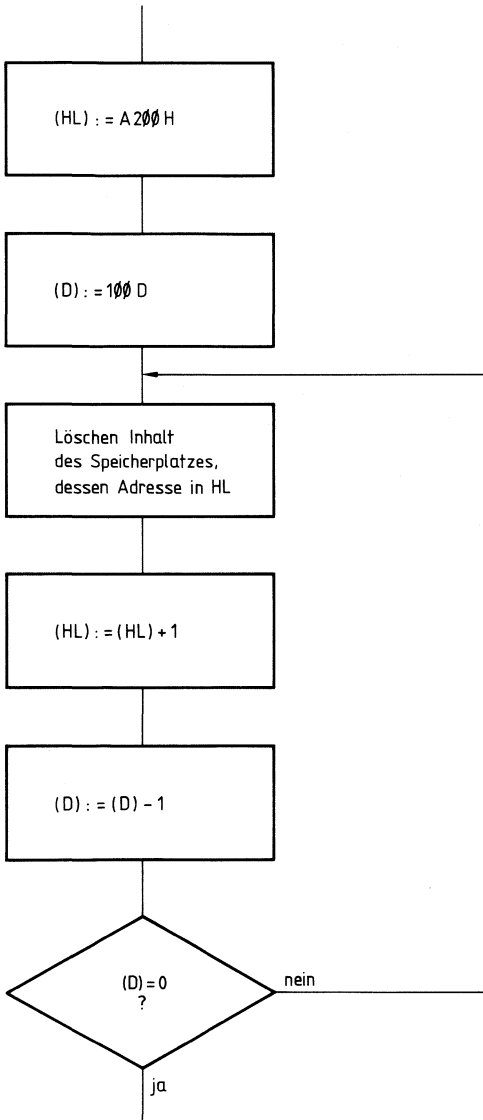 (HL) : = A2ØØ H
(D) : = 1ØØ D
Löschen Inhalt
des Speicherplatzes,
dessen Adresse in HL
(HL) : = (HL) + 1
(D) : = (D) – 1
(D) = 0
?
nein
ja